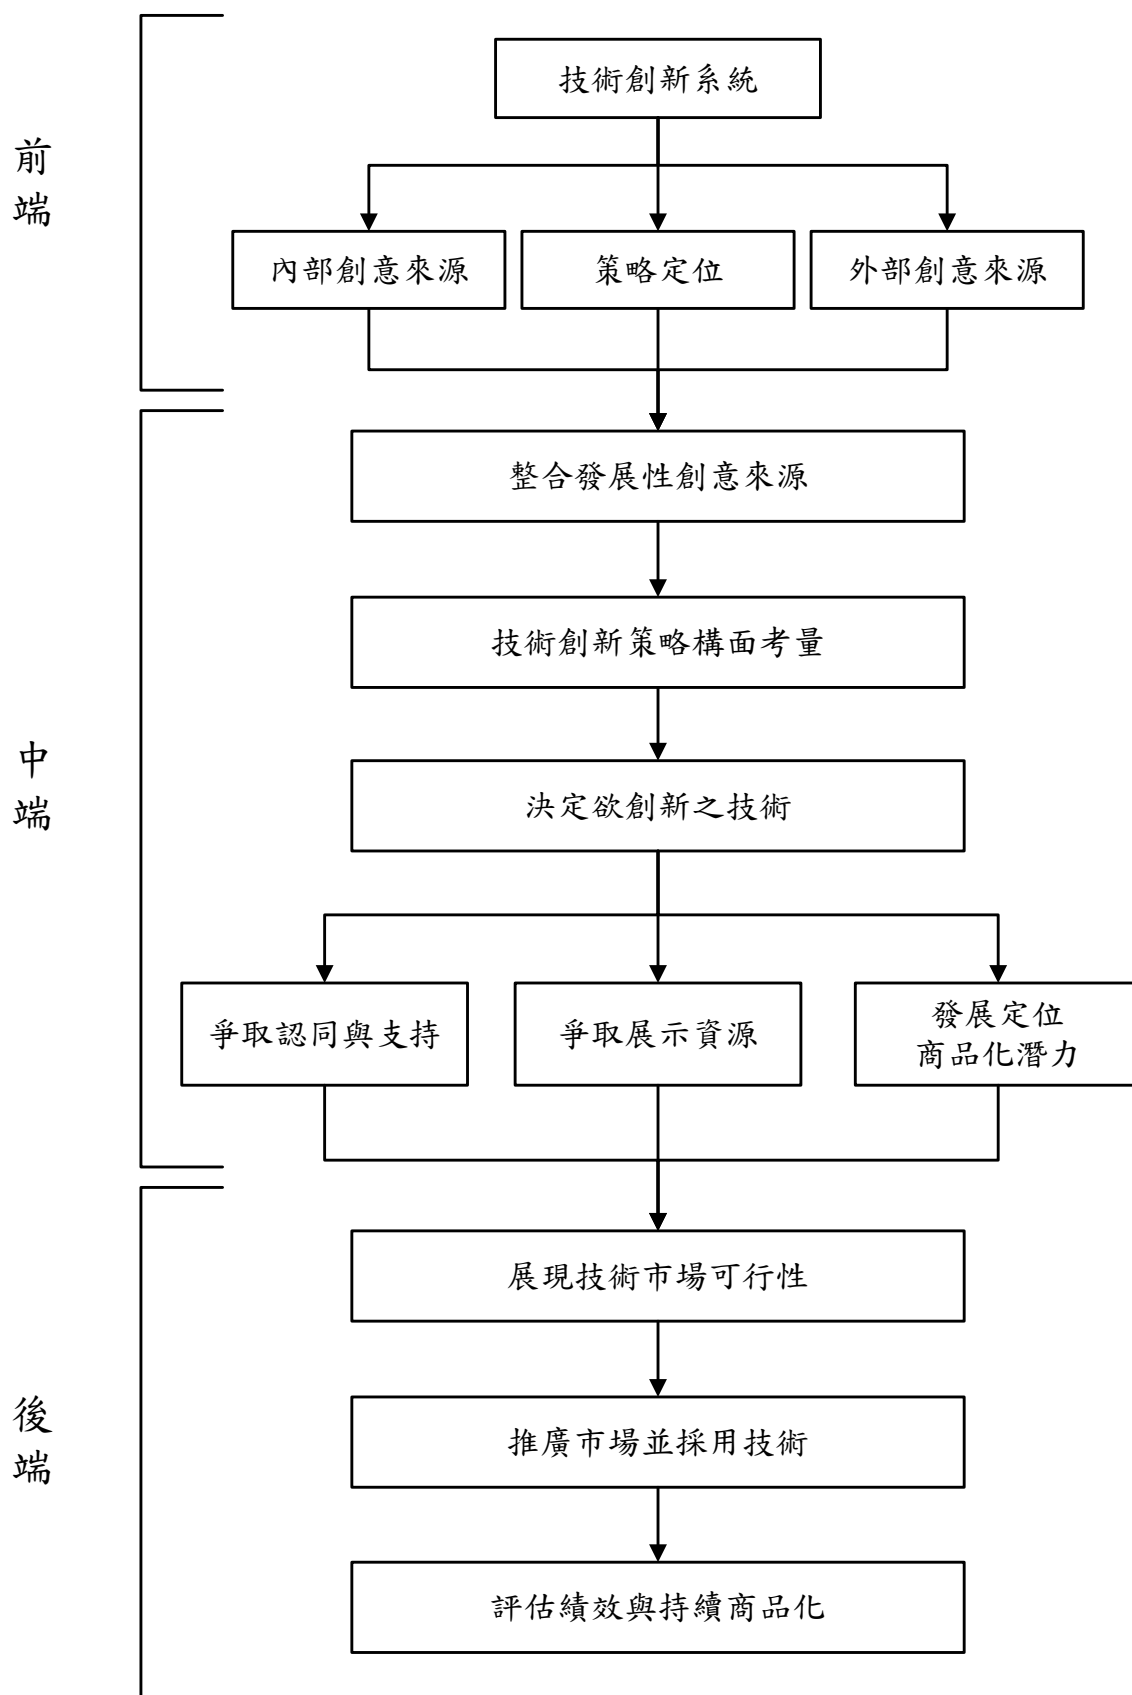 前
端
技術創新系統
內部創意來源
策略定位
外部創意來源
中
端
整合發展性創意來源
技術創新策略構面考量
決定欲創新之技術
爭取認同與支持
爭取展示資源
發展定位
商品化潛力
後
端
展現技術市場可行性
推廣市場並採用技術
評估績效與持續商品化